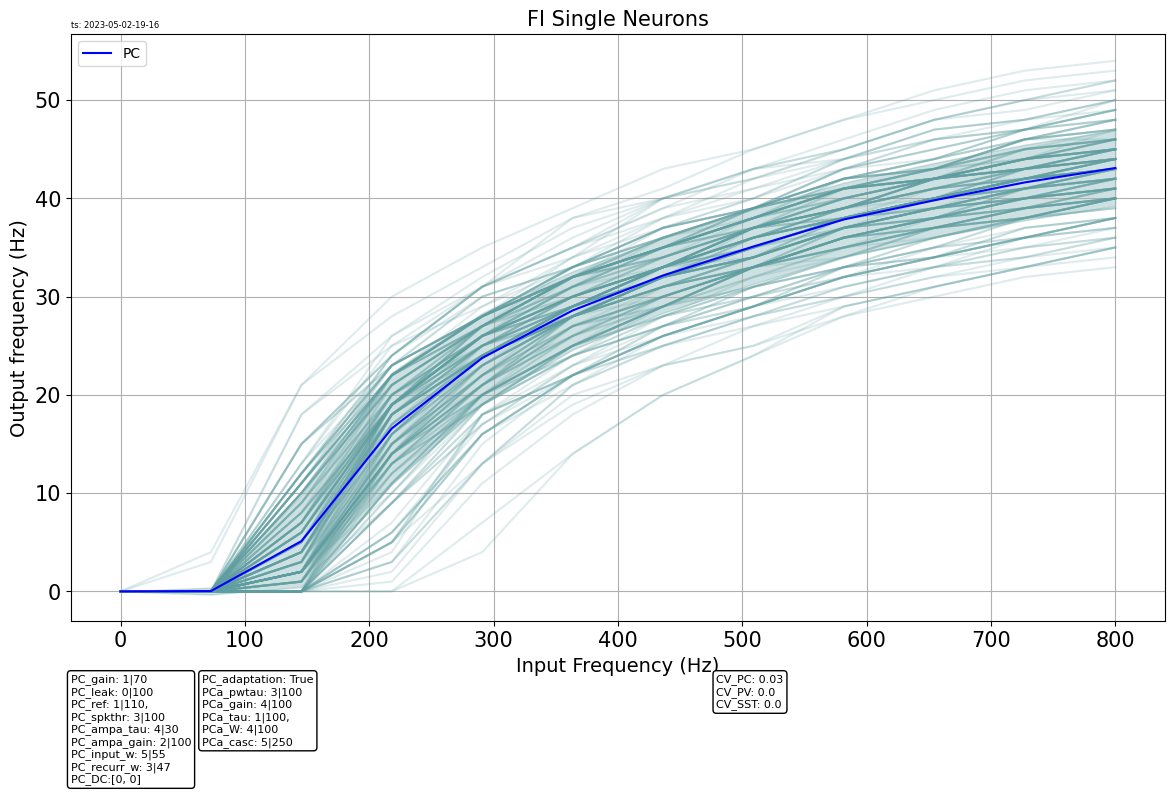 FI Single Neurons
ts: 2023-05-02-19-16
PC
Output frequency (Hz)
50
40
30
20
10
0
0 100 200 300 400 500 600 700 800
Input Frequency (Hz)
PC_gain: 1|70
PC_leak: 0|100
PC_ref: 1|110,
PC_spkthr: 3|100
PC_ampa_tau: 4|30
PC_ampa_gain: 2|100
PC_input_w: 5|55
PC_recurr_w: 3|47
PC_DC:[0, 0]
PC_adaptation: True
PCa_pwtau: 3|100
PCa_gain: 4|100
PCa_tau: 1|100,
PCa_W: 4|100
PCa_casc: 5|250
CV_PC: 0.03
CV_PV: 0.0
CV_SST: 0.0